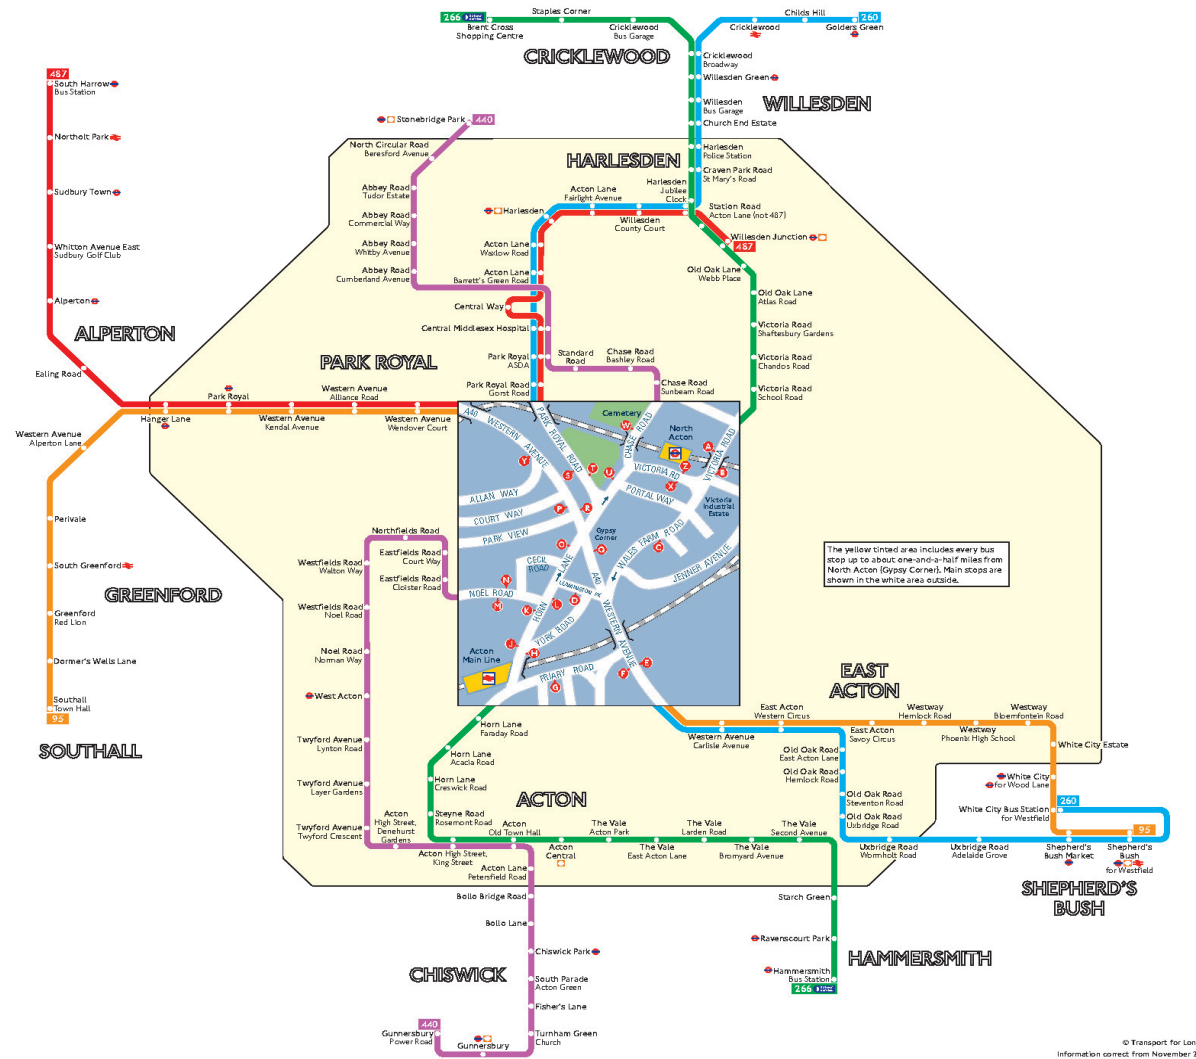 266
Brent Cross
Shopping Centre
Staples Corner
Cricklewood
Bus Garage
CRICKLEWOOD
Cricklewood
Childs Hill
260
Golders Green
Cricklewood
Broadway
Willesden Green
Willesden
Bus Garage
WILLESDEN
Church End Estate
Harlesden
Police Station
Craven Park Road
St Mary's Road
HARLESDEN
Harlesden
Jubilee
Clock
Station Road
Acton Lane (not 487)
Willesden Junction
487
487
South Harrow
Bus Station
Northolt Park
Sudbury Town
Whitton Avenue East
Sudbury Golf Club
Alperton
ALPERTON
Ealing Road
Stonebridge Park
440
North Circular Road
Beresford Avenue
Abbey Road
Tudor Estate
Abbey Road
Commercial Way
Abbey Road
Whitby Avenue
Abbey Road
Cumberland Avenue
Harlesden
Acton Lane
Fairlight Avenue
Willesden
County Court
Acton Lane
Waxlow Road
Acton Lane
Barrett's Green Road
Central Way
Central Middlesex Hospital
Park Royal
ASDA
Standard
Road
Chase Road
Bashley Road
Park Royal Road
Gorst Road
Chase Road
Sunbeam Road
Old Oak Lane
Webb Place
Old Oak Lane
Atlas Road
Victoria Road
Shaftesbury Gardens
Victoria Road
Chandos Road
Victoria Road
School Road
PARK ROYAL
Hanger Lane
Park Royal
Western Avenue
Kendal Avenue
Western Avenue
Alliance Road
Western Avenue
Wendover Court
Western Avenue
Alperton Lane
Perivale
South Greenford
GREENFORD
Greenford
Red Lion
Dormer's Wells Lane
Southall
Town Hall
95
SOUTHALL
A40
WESTERN AVENUE
PARK ROYAL ROAD
Cemetery
CHASE ROAD
North
Acton
VICTORIA ROAD
VICTORIA RD
PORTAL WAY
Victoria
Industrial
Estate
ALLAN WAY
COURT WAY
PARK VIEW
Gypsy
Corner
WALES FARM ROAD
JENNER AVENUE
CECIL
ROAD
HORN LANE
LEAMINGTON PK
A40
WESTERN AVENUE
NOEL ROAD
YORK ROAD
Acton
Main Line
FRIARY ROAD
W
A
B
Z
X
Y
S
T
U
P
R
Q
Q
C
N
M
K
L
D
J
H
G
F
E
Northfields Road
Eastfields Road
Court Way
Eastfields Road
Cloister Road
Westfields Road
Walton Way
Westfields Road
Noel Road
Noel Road
Norman Way
West Acton
Twyford Avenue
Lynton Road
Twyford Avenue
Layer Gardens
Twyford Avenue
Twyford Crescent
Acton
High Street,
Denehurst
Gardens
Acton High Street,
King Street
The yellow tinted area includes every bus
stop up to about one-and-a-half miles from
North Acton (Gypsy Corner). Main stops are
shown in the white area outside.
Horn Lane
Faraday Road
Horn Lane
Acacia Road
Horn Lane
Creswick Road
Steyne Road
Rosemont Road
ACTON
Acton
Old Town Hall
Acton
Central
The Vale
Acton Park
The Vale
East Acton Lane
The Vale
Larden Road
The Vale
Bromyard Avenue
The Vale
Second Avenue
EAST
ACTON
Western Avenue
Carlisle Avenue
East Acton
Western Circus
East Acton
Savoy Circus
Westway
Hemlock Road
Westway
Phoenix High School
Westway
Bloemfontein Road
White City Estate
White City
for Wood Lane
White City Bus Station
for Westfield
260
95
Old Oak Road
East Acton Lane
Old Oak Road
Hemlock Road
Old Oak Road
Steventon Road
Old Oak Road
Uxbridge Road
Uxbridge Road
Wormholt Road
Uxbridge Road
Adelaide Grove
Shepherd's
Bush Market
Shepherd's
Bush
for Westfield
SHEPHERD'S
BUSH
Acton Lane
Petersfield Road
Bollo Bridge Road
Bollo Lane
Chiswick Park
South Parade
Acton Green
Fisher's Lane
Turnham Green
Church
CHISWICK
440
Gunnersbury
Power Road
Gunnersbury
Starch Green
Ravenscourt Park
Hammersmith
Bus Station
266
HAMMERSMITH
© Transport for Lon
Information correct from November